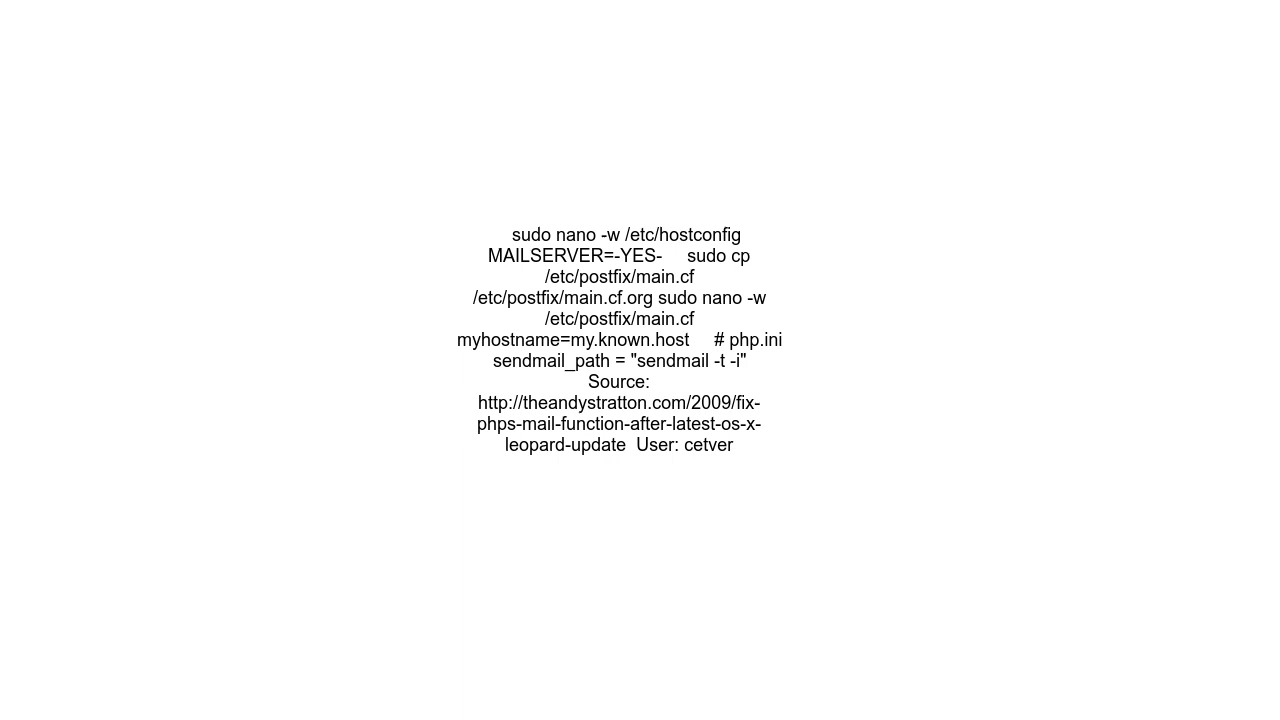 sudo nano -w /etc/hostconfig
MAILSERVER=-YES-     sudo cp
/etc/postfix/main.cf
/etc/postfix/main.cf.org sudo nano -w
/etc/postfix/main.cf
myhostname=my.known.host     # php.ini
sendmail_path = "sendmail -t -i"
Source:
http://theandystratton.com/2009/fix-
phps-mail-function-after-latest-os-x-
leopard-update  User: cetver